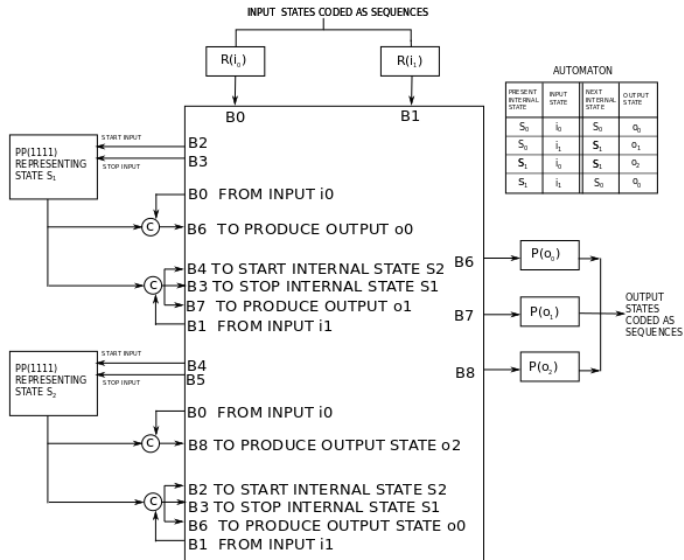 INPUT STATES CODED AS SEQUENCES
R(i₀)
R(i₁)
B0
B1
AUTOMATON
PRESENT INTERNAL STATE
INPUT STATE
NEXT INTERNAL STATE
OUTPUT STATE
S₀ i₀ S₀ o₀
S₀ i₁ S₁ o₁
S₁ i₀ S₁ o₂
S₁ i₁ S₀ o₀
PP(1111)
REPRESENTING
STATE S₁
START INPUT
STOP INPUT
B2
B3
B0 FROM INPUT i0
C
B6 TO PRODUCE OUTPUT o0
B4 TO START INTERNAL STATE S2
C
B3 TO STOP INTERNAL STATE S1
B7 TO PRODUCE OUTPUT o1
B1 FROM INPUT i1
PP(1111)
REPRESENTING
STATE S₂
START INPUT
STOP INPUT
B4
B5
B0 FROM INPUT i0
C
B8 TO PRODUCE OUTPUT STATE o2
B2 TO START INTERNAL STATE S2
C
B3 TO STOP INTERNAL STATE S1
B6 TO PRODUCE OUTPUT STATE o0
B1 FROM INPUT i1
B6
P(o₀)
B7
P(o₁)
B8
P(o₂)
OUTPUT
STATES
CODED AS
SEQUENCES